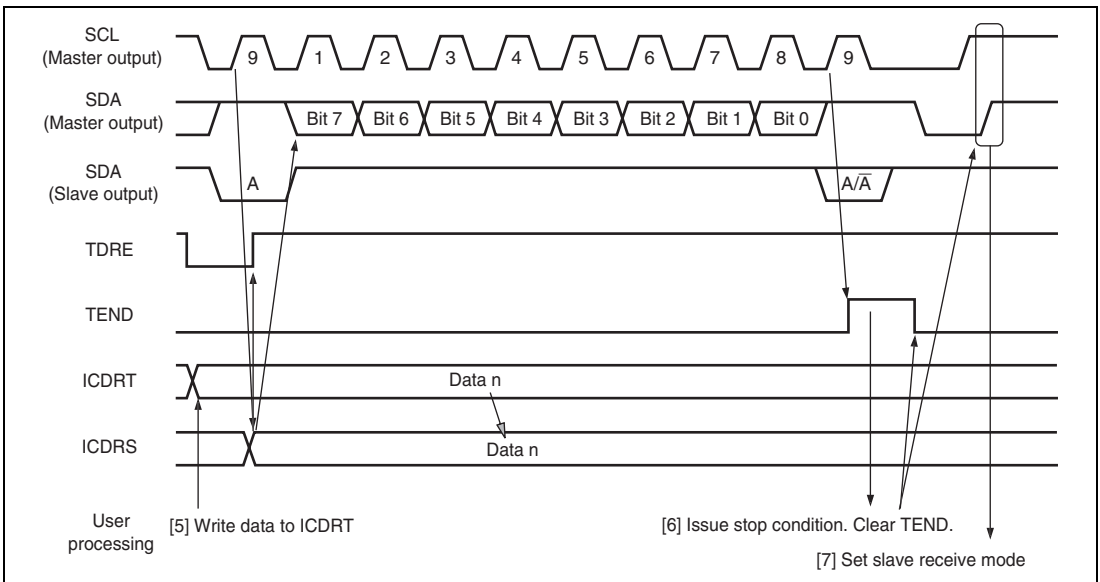 SCL
(Master output)
9 1 2 3 4 5 6 7 8 9
SDA
(Master output)
Bit 7 Bit 6 Bit 5 Bit 4 Bit 3 Bit 2 Bit 1 Bit 0
SDA
(Slave output)
A A/A̅
TDRE
TEND
ICDRT
Data n
ICDRS
Data n
User
processing
[5] Write data to ICDRT
[6] Issue stop condition. Clear TEND.
[7] Set slave receive mode